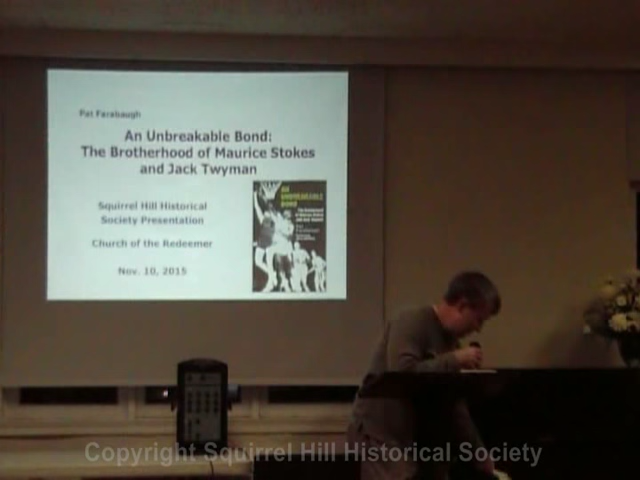 Pat Farabaugh
An Unbreakable Bond:
The Brotherhood of Maurice Stokes
and Jack Twyman
Squirrel Hill Historical
Society Presentation
Church of the Redeemer
Nov. 10, 2015
AN
UNBREAKABLE
BOND
Copyright Squirrel Hill Historical Society